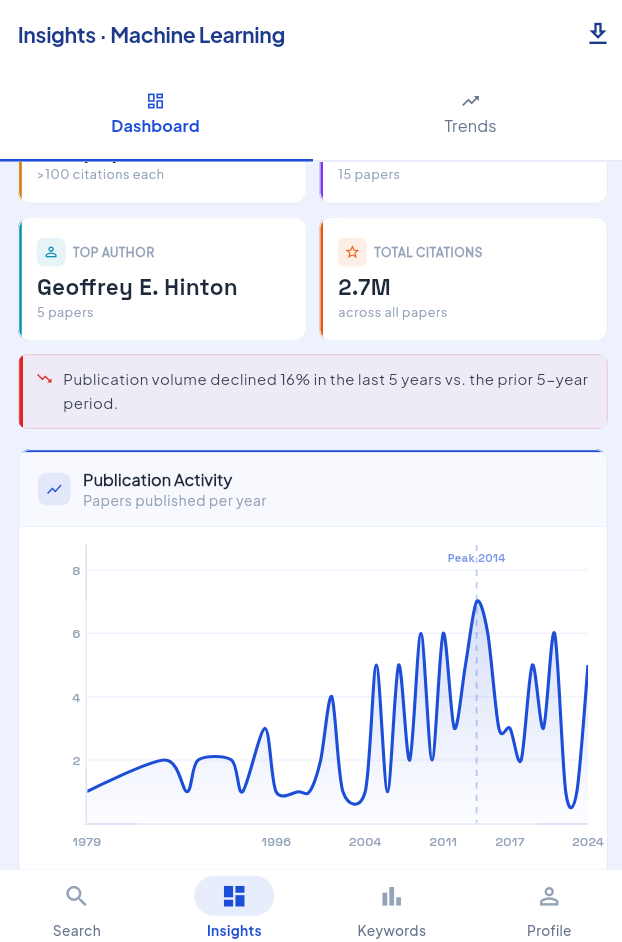 Insights · Machine Learning
Dashboard
Trends
>100 citations each
15 papers
TOP AUTHOR
Geoffrey E. Hinton
5 papers
TOTAL CITATIONS
2.7M
across all papers
Publication volume declined 16% in the last 5 years vs. the prior 5-year
period.
Publication Activity
Papers published per year
Peak 2014
8
6
4
2
1979
1996
2004
2011
2017
2024
Search
Insights
Keywords
Profile